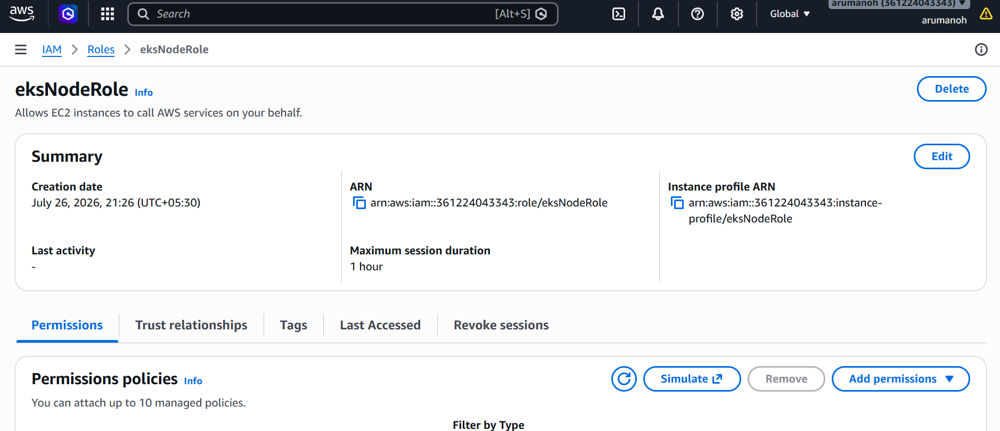 aws
Search [Alt+S]
Global
arumanoh (361224043343)
arumanoh
IAM Roles eksNodeRole
eksNodeRole Info
Delete
Allows EC2 instances to call AWS services on your behalf.
Summary
Edit
Creation date
July 26, 2026, 21:26 (UTC+05:30)
ARN
arn:aws:iam::361224043343:role/eksNodeRole
Instance profile ARN
arn:aws:iam::361224043343:instance-
profile/eksNodeRole
Last activity
-
Maximum session duration
1 hour
Permissions Trust relationships Tags Last Accessed Revoke sessions
Permissions policies Info
Simulate Remove Add permissions
You can attach up to 10 managed policies.
Filter by Type